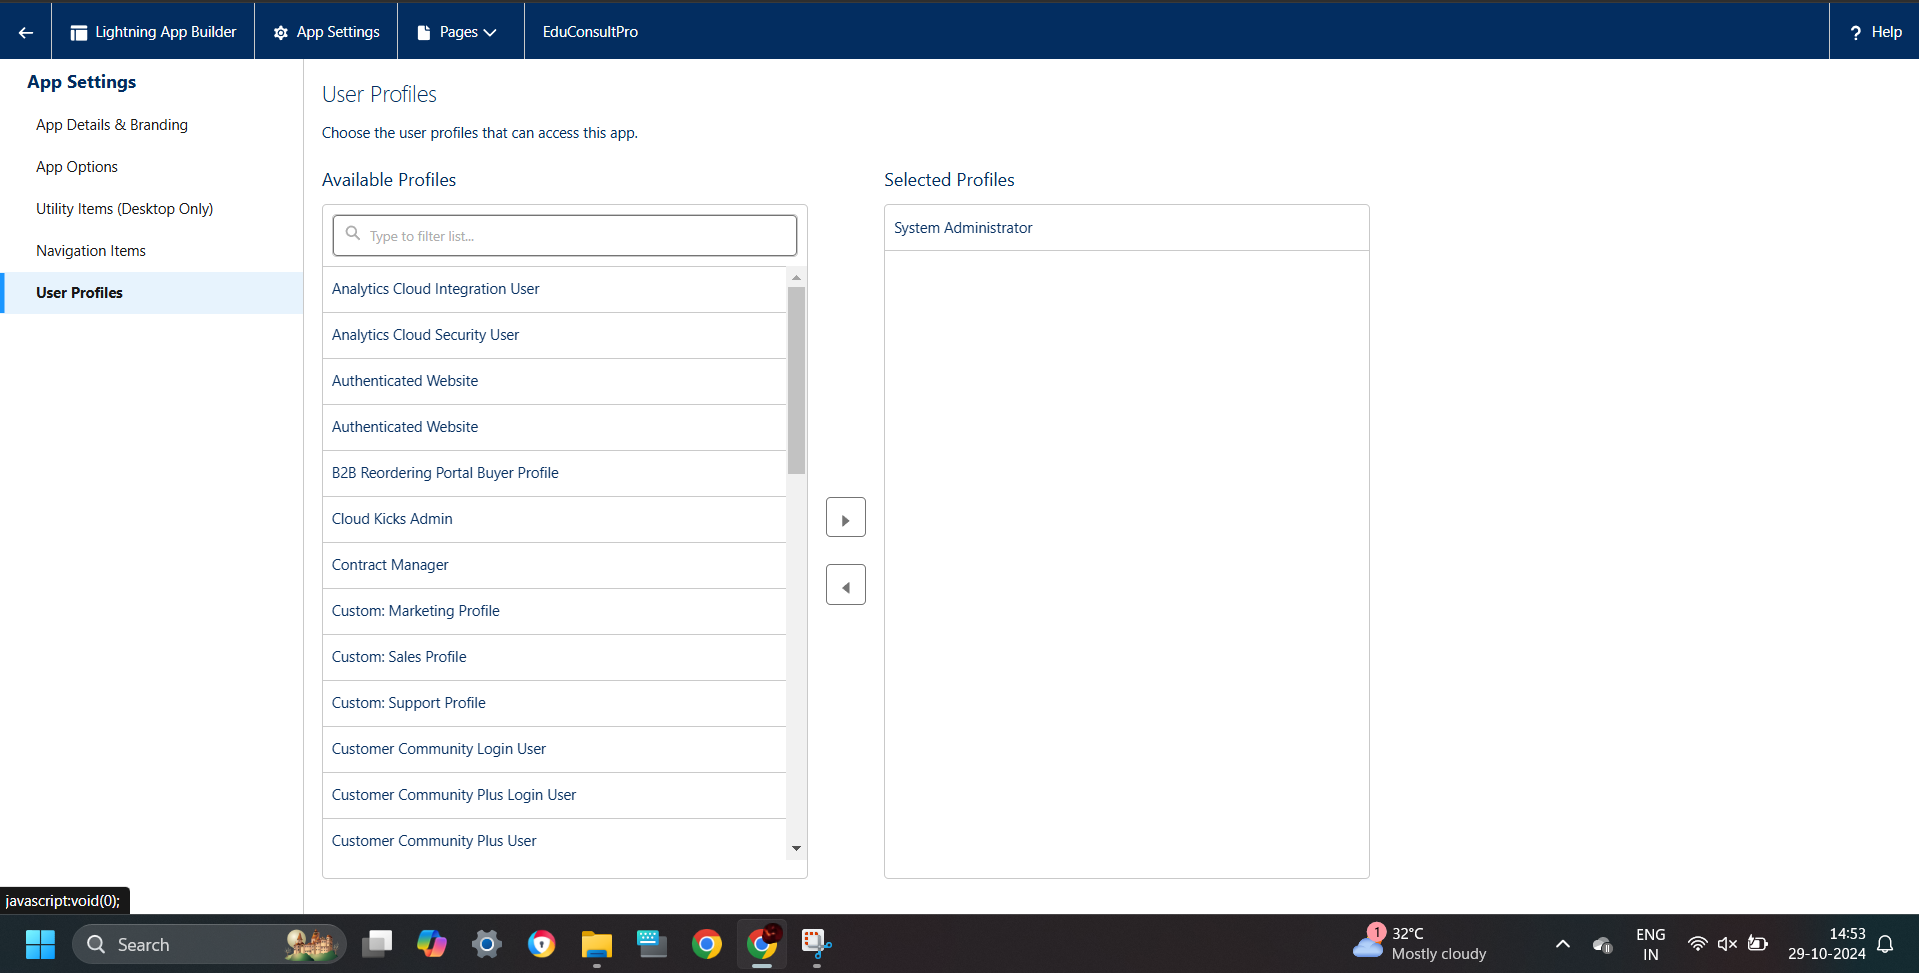 Lightning App Builder
App Settings
Pages
EduConsultPro
? Help
App Settings
App Details & Branding
App Options
Utility Items (Desktop Only)
Navigation Items
User Profiles
User Profiles
Choose the user profiles that can access this app.
Available Profiles
Type to filter list...
Analytics Cloud Integration User
Analytics Cloud Security User
Authenticated Website
Authenticated Website
B2B Reordering Portal Buyer Profile
Cloud Kicks Admin
Contract Manager
Custom: Marketing Profile
Custom: Sales Profile
Custom: Support Profile
Customer Community Login User
Customer Community Plus Login User
Customer Community Plus User
Selected Profiles
System Administrator
javascript:void(0);
Search
1
32°C
Mostly cloudy
ENG
IN
14:53
29-10-2024